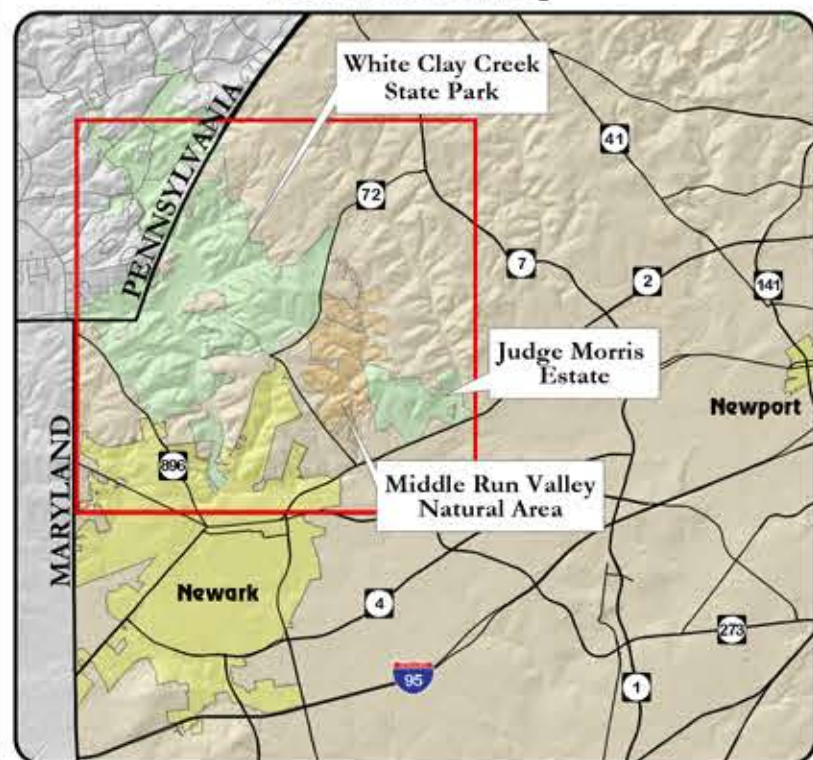 White Clay Creek
State Park
PENNSYLVANIA
41
72
7
2
141
Judge Morris
Estate
Newport
MARYLAND
896
Middle Run Valley
Natural Area
Newark
4
273
95
1